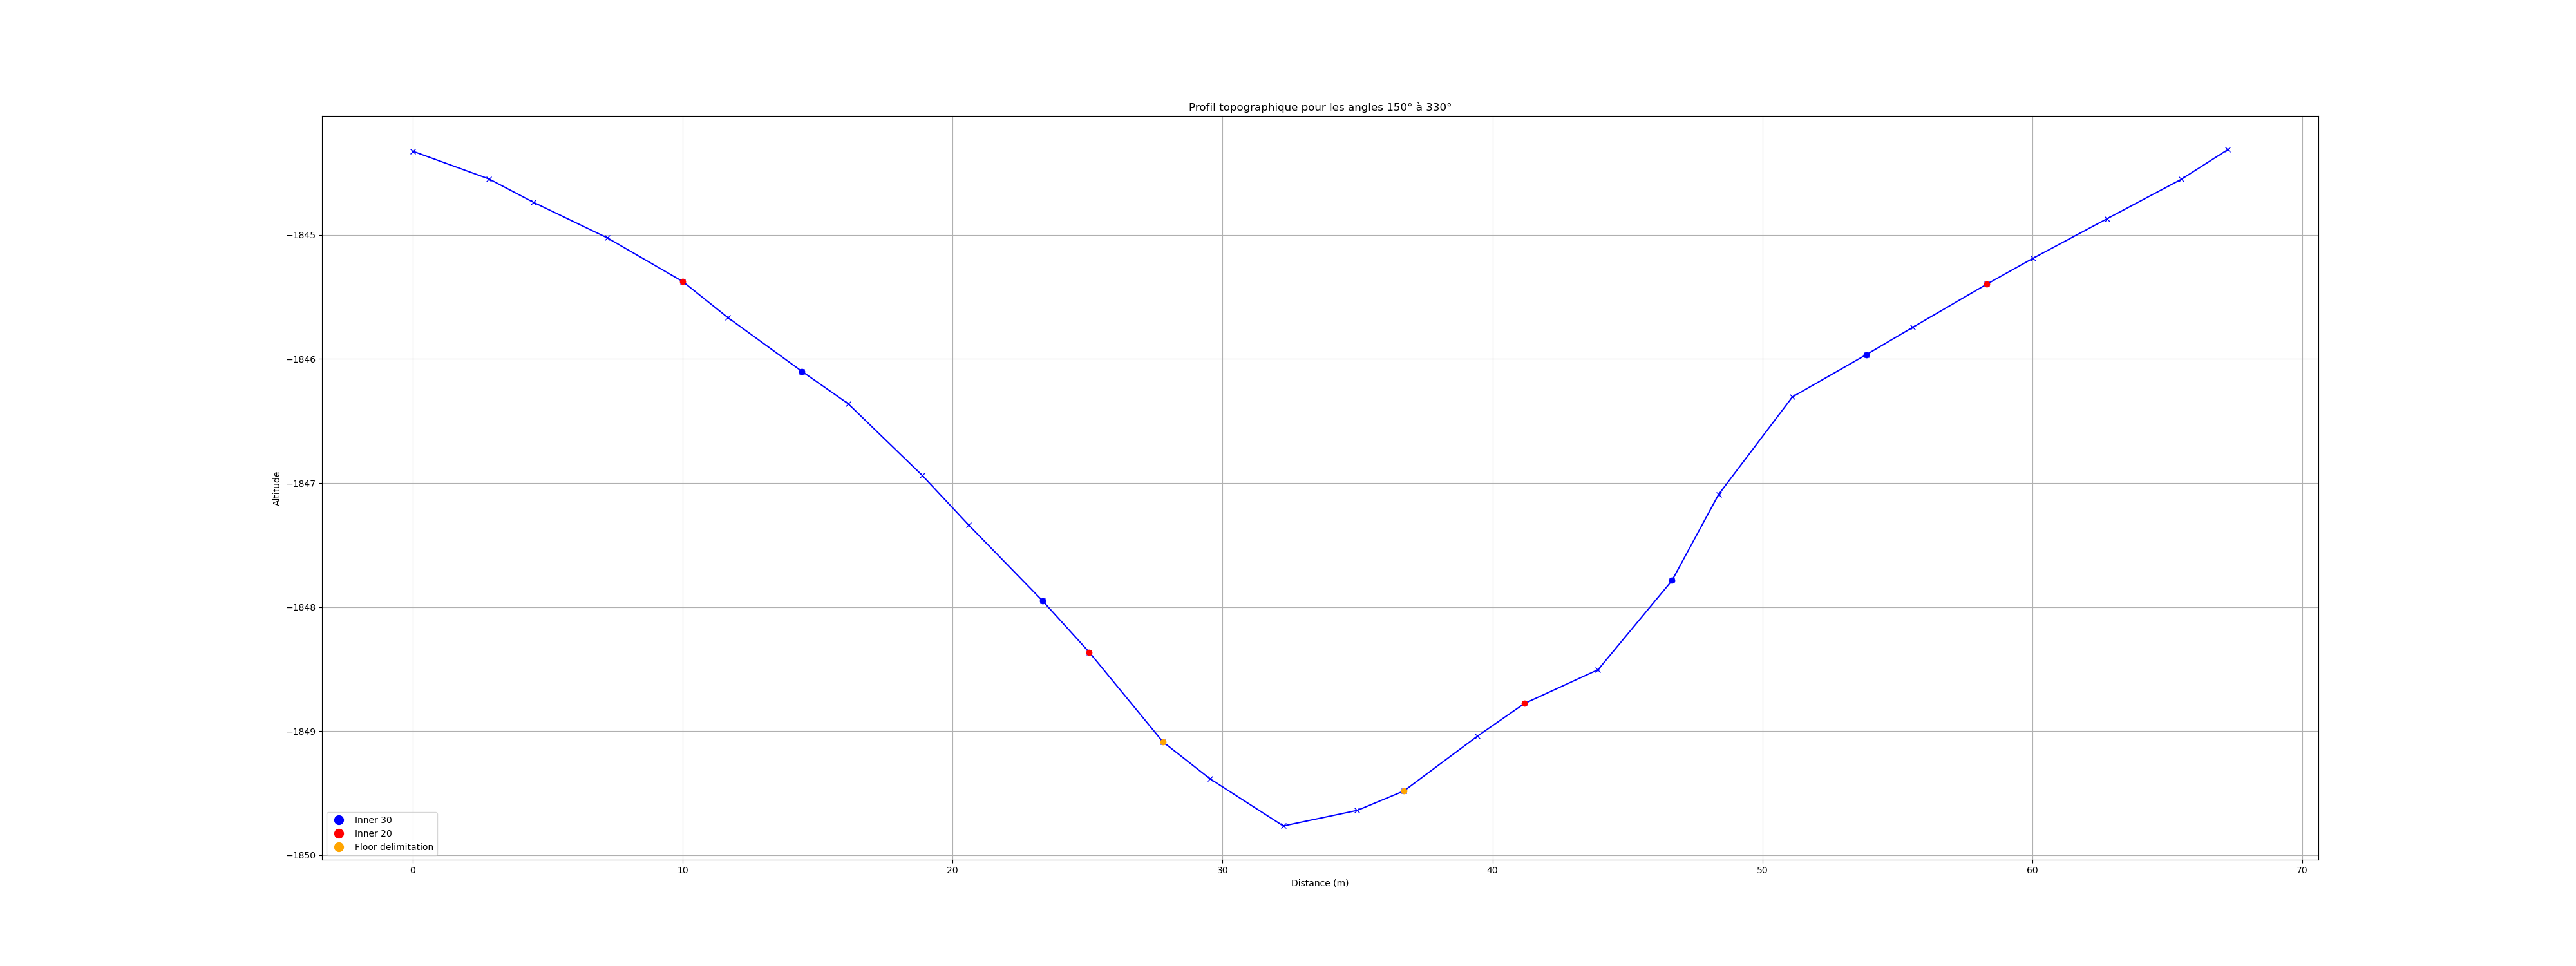 Profil topographique pour les angles 150° à 330°
Altitude
−1845
−1846
−1847
−1848
−1849
−1850
Inner 30
Inner 20
Floor delimitation
0 10 20 30 40 50 60 70
Distance (m)